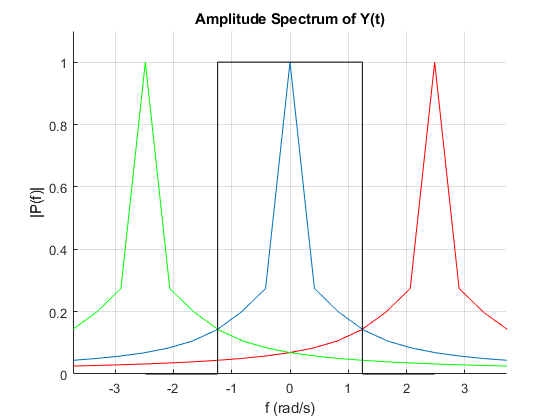 Amplitude Spectrum of Y(t)
|P(f)|
1
0.8
0.6
0.4
0.2
0
-3 -2 -1 0 1 2 3
f (rad/s)